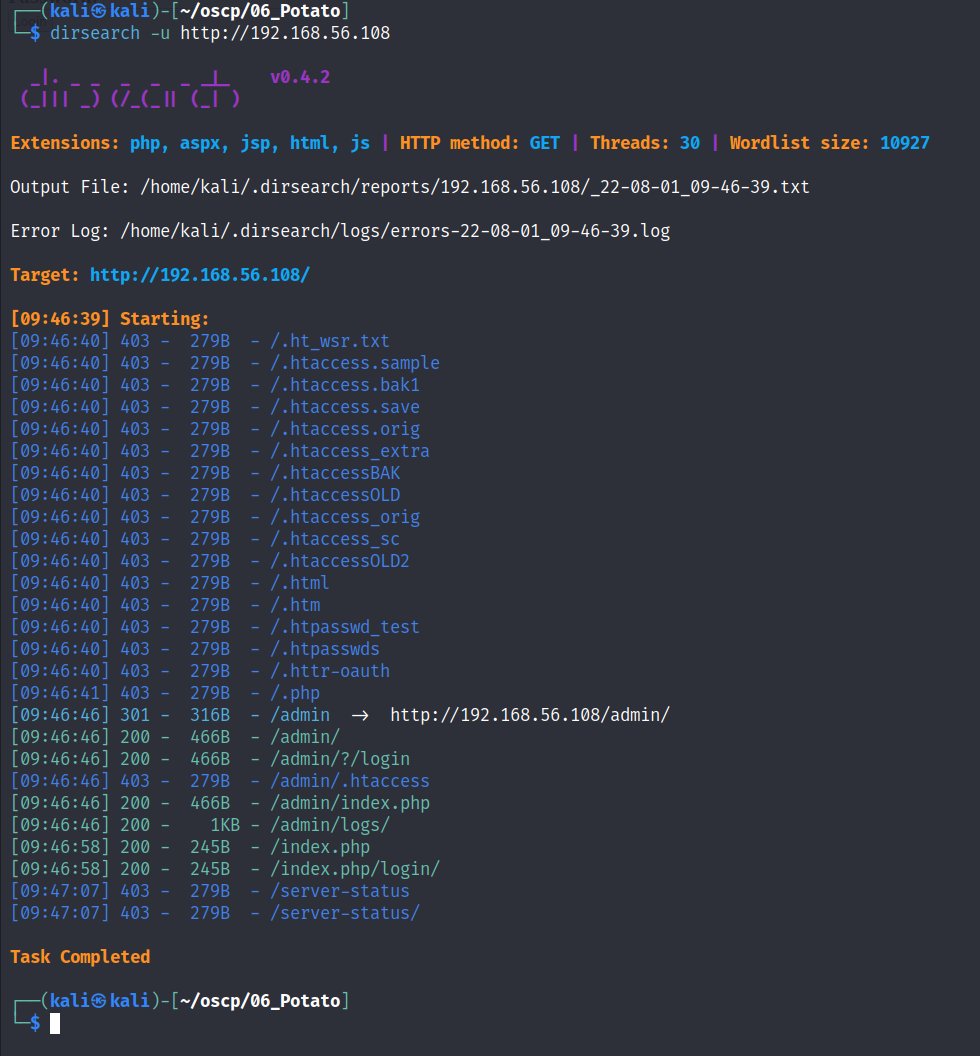 ┌──(kali㉿kali)-[~/oscp/06_Potato]
└─$ dirsearch -u http://192.168.56.108
  _|. _ _  _  _  _ _|_    v0.4.2
 (_||| _) (/_(_|| (_| )
Extensions: php, aspx, jsp, html, js | HTTP method: GET | Threads: 30 | Wordlist size: 10927
Output File: /home/kali/.dirsearch/reports/192.168.56.108/_22-08-01_09-46-39.txt
Error Log: /home/kali/.dirsearch/logs/errors-22-08-01_09-46-39.log
Target: http://192.168.56.108/
[09:46:39] Starting:
[09:46:40] 403 -  279B  - /.ht_wsr.txt
[09:46:40] 403 -  279B  - /.htaccess.sample
[09:46:40] 403 -  279B  - /.htaccess.bak1
[09:46:40] 403 -  279B  - /.htaccess.save
[09:46:40] 403 -  279B  - /.htaccess.orig
[09:46:40] 403 -  279B  - /.htaccess_extra
[09:46:40] 403 -  279B  - /.htaccessBAK
[09:46:40] 403 -  279B  - /.htaccessOLD
[09:46:40] 403 -  279B  - /.htaccess_orig
[09:46:40] 403 -  279B  - /.htaccess_sc
[09:46:40] 403 -  279B  - /.htaccessOLD2
[09:46:40] 403 -  279B  - /.html
[09:46:40] 403 -  279B  - /.htm
[09:46:40] 403 -  279B  - /.htpasswd_test
[09:46:40] 403 -  279B  - /.htpasswds
[09:46:40] 403 -  279B  - /.httr-oauth
[09:46:41] 403 -  279B  - /.php
[09:46:46] 301 -  316B  - /admin  ->  http://192.168.56.108/admin/
[09:46:46] 200 -  466B  - /admin/
[09:46:46] 200 -  466B  - /admin/?/login
[09:46:46] 403 -  279B  - /admin/.htaccess
[09:46:46] 200 -  466B  - /admin/index.php
[09:46:46] 200 -    1KB - /admin/logs/
[09:46:58] 200 -  245B  - /index.php
[09:46:58] 200 -  245B  - /index.php/login/
[09:47:07] 403 -  279B  - /server-status
[09:47:07] 403 -  279B  - /server-status/
Task Completed
┌──(kali㉿kali)-[~/oscp/06_Potato]
└─$